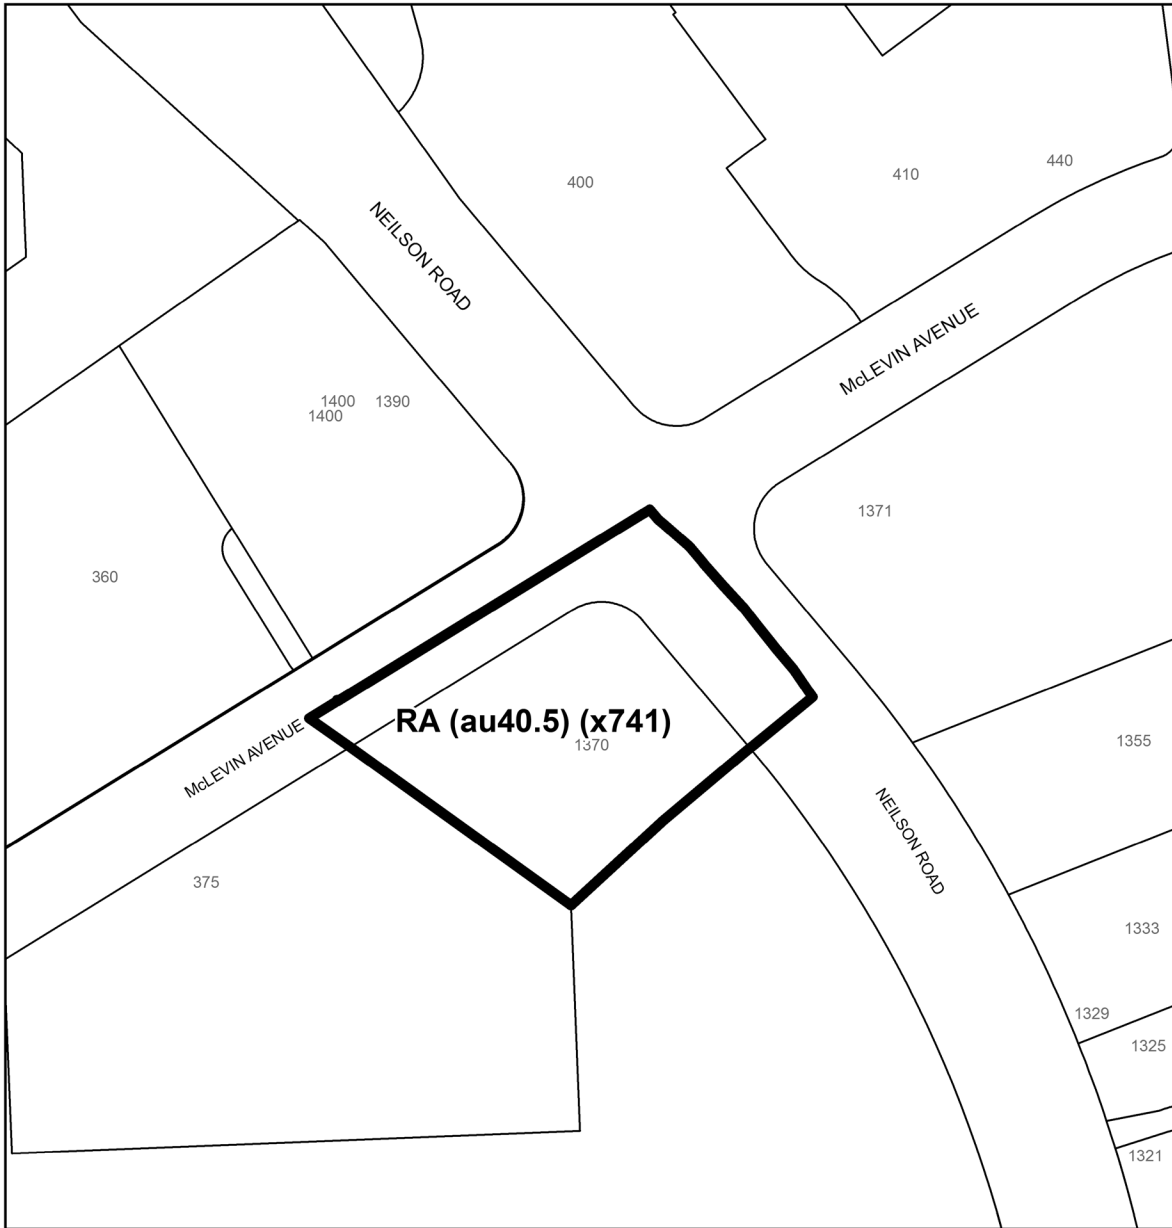 440
410
400
NEILSON ROAD
McLEVIN AVENUE
1400 1390
1400
1371
360
RA (au40.5) (x741)
1370
McLEVIN AVENUE
1355
NEILSON ROAD
375
1333
1329
1325
1321